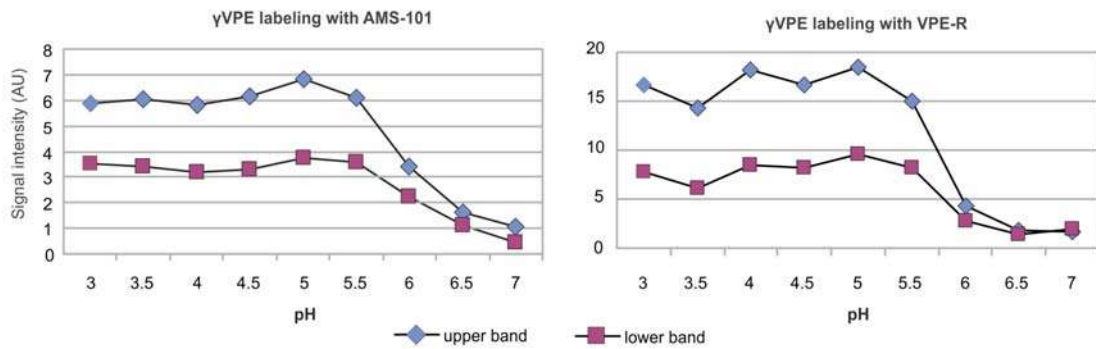 γVPE labeling with AMS-101
8
7
6
5
4
3
2
1
0
Signal intensity (AU)
3 3.5 4 4.5 5 5.5 6 6.5 7
pH
γVPE labeling with VPE-R
20
15
10
5
0
3 3.5 4 4.5 5 5.5 6 6.5 7
pH
upper band lower band